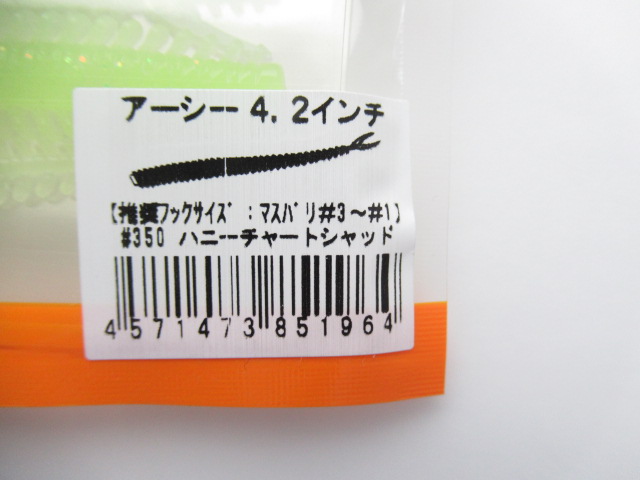 アーシー 4.2インチ
【推奨フックサイズ:マスバリ#3~#1】
#350 ハニーチャートシャッド
4571473851964